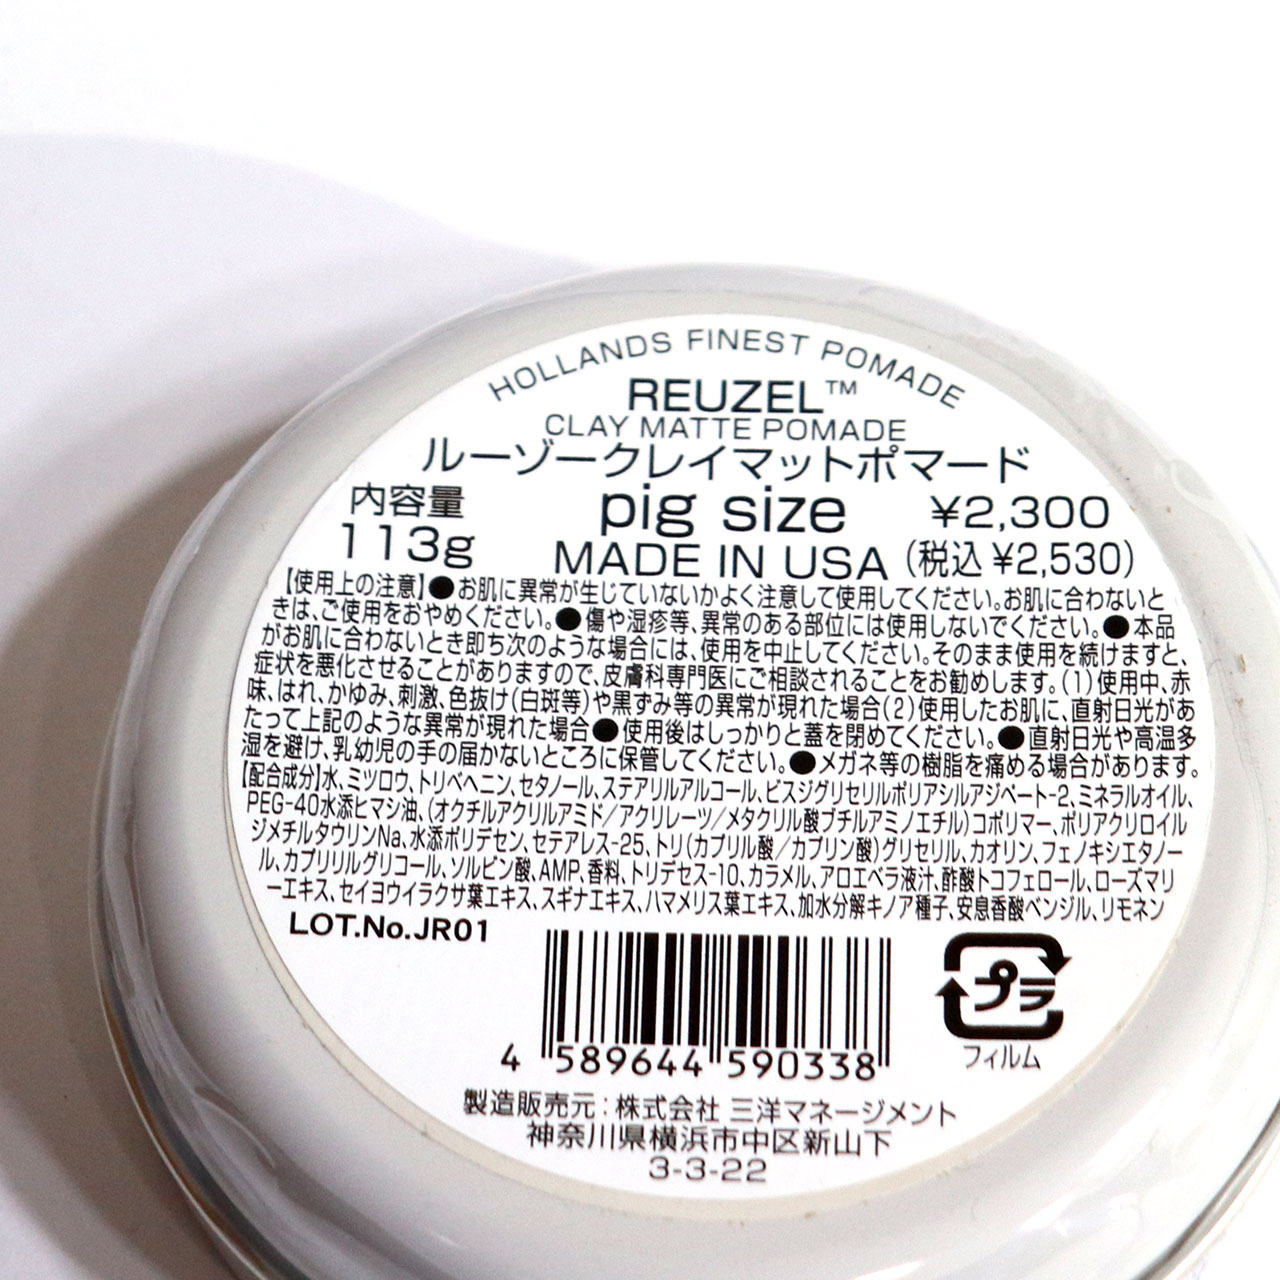 HOLLANDS FINEST POMADE
REUZEL™
CLAY MATTE POMADE
ルーゾークレイマットポマード
内容量 pig size ¥2,300
113g MADE IN USA (税込 ¥2,530)
【使用上の注意】●お肌に異常が生じていないかよく注意して使用してください。お肌に合わないと
きは、ご使用をおやめください。●傷や湿疹等、異常のある部位には使用しないでください。●本品
がお肌に合わないとき即ち次のような場合には、使用を中止してください。そのまま使用を続けますと、
症状を悪化させることがありますので、皮膚科専門医にご相談されることをお勧めします。(1)使用中、赤
味、はれ、かゆみ、刺激、色抜け(白斑等)や黒ずみ等の異常が現れた場合(2)使用したお肌に、直射日光があ
たって上記のような異常が現れた場合●使用後はしっかりと蓋を閉めてください。●直射日光や高温多
湿を避け、乳幼児の手の届かないところに保管してください。●メガネ等の樹脂を痛める場合があります。
【配合成分】水、ミツロウ、トリベヘニン、セタノール、ステアリルアルコール、ビスジグリセリルポリアシルアジペート-2、ミネラルオイル、
PEG-40水添ヒマシ油、(オクチルアクリルアミド/アクリレーツ/メタクリル酸ブチルアミノエチル)コポリマー、ポリアクリロイル
ジメチルタウリンNa、水添ポリデセン、セテアレス-25、トリ(カプリル酸/カプリン酸)グリセリル、カオリン、フェノキシエタノー
ル、カプリリルグリコール、ソルビン酸、AMP、香料、トリデセス-10、カラメル、アロエベラ液汁、酢酸トコフェロール、ローズマリ
ーエキス、セイヨウイラクサ葉エキス、スギナエキス、ハマメリス葉エキス、加水分解キノア種子、安息香酸ベンジル、リモネン
LOT.No.JR01
プラ
フィルム
4 589644 590338
製造販売元:株式会社 三洋マネージメント
神奈川県横浜市中区新山下
3-3-22